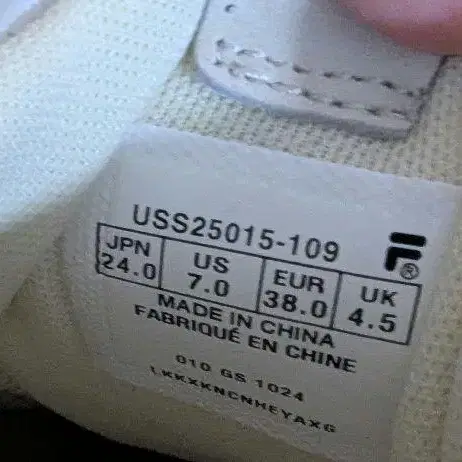 USS25015-109
JPN US EUR UK
24.0 7.0 38.0 4.5
MADE IN CHINA
FABRIQUÉ EN CHINE
010 GS 1024
LKKXKNCNHEYAXG
F®